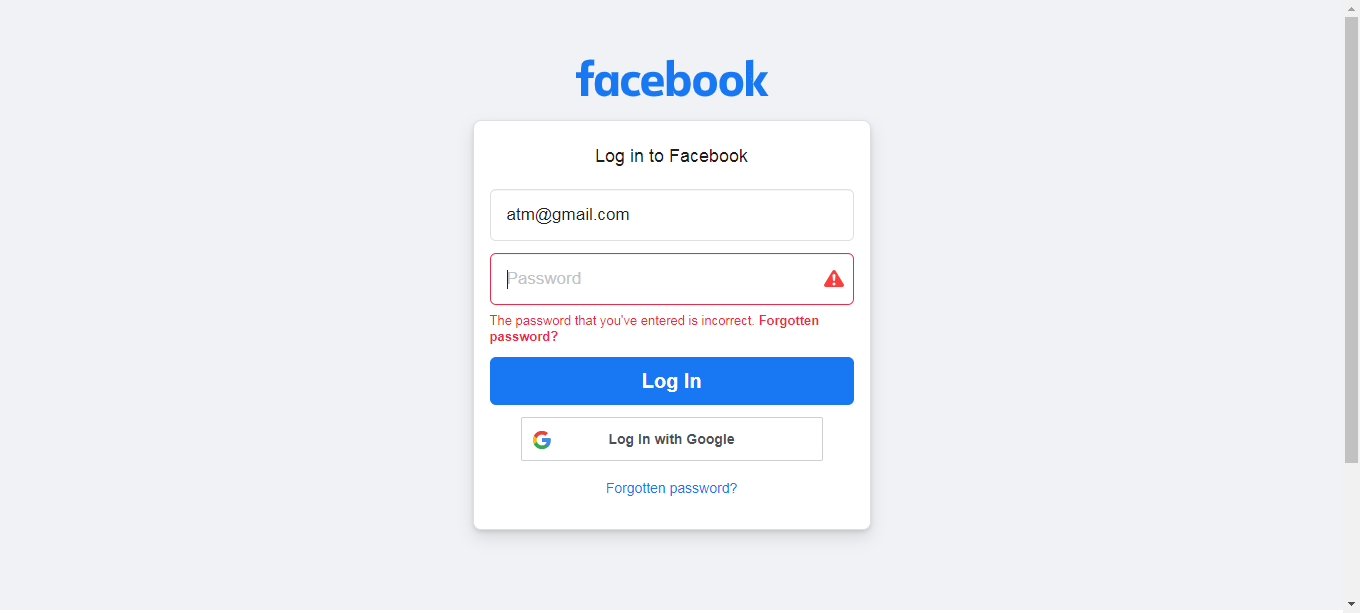 facebook
Log in to Facebook
atm@gmail.com
Password
The password that you've entered is incorrect. Forgotten
password?
Log In
Log In with Google
Forgotten password?